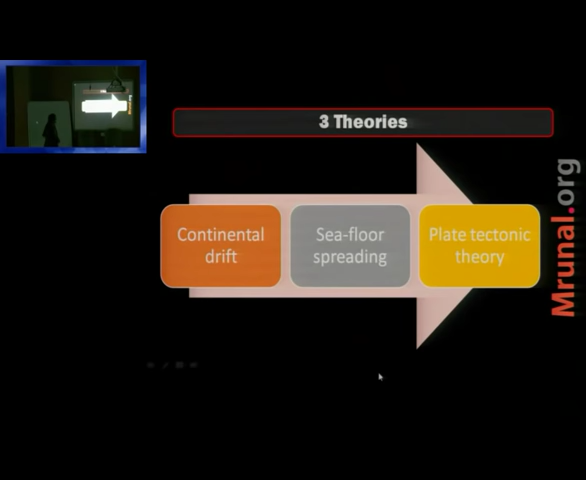 3 Theories
Continental
drift
Sea-floor
spreading
Plate tectonic
theory
Mrunal.org